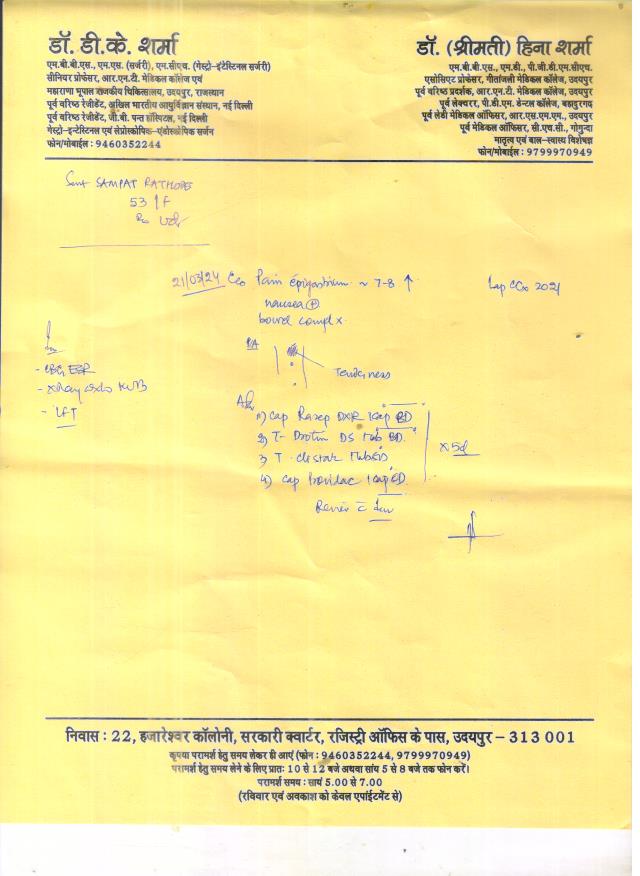 डॉ. डी.के. शर्मा
एम.बी.बी.एस., एम.एस. (सर्जरी), एम.सीएच. (गेस्ट्रो-इंटेस्टिनल सर्जरी)
सीनियर प्रोफेसर, आर.एन.टी. मेडिकल कॉलेज एवं
महाराणा भूपाल राजकीय चिकित्सालय, उदयपुर, राजस्थान
पूर्व वरिष्ठ रेजीडेंट, अखिल भारतीय आयुर्विज्ञान संस्थान, नई दिल्ली
पूर्व वरिष्ठ रेजीडेंट, जी.बी. पन्त हॉस्पिटल, नई दिल्ली
गेस्ट्रो-इन्टेस्टिनल एवं लेप्रोस्कोपिक-एंडोस्कोपिक सर्जन
फोन/मोबाईल : 9460352244
डॉ. (श्रीमती) हिना शर्मा
एम.बी.बी.एस., एम.डी., पी.जी.डी.एम.सीएच.
एसोसिएट प्रोफेसर, गीतांजली मेडिकल कॉलेज, उदयपुर
पूर्व वरिष्ठ प्रदर्शक, आर.एन.टी. मेडिकल कॉलेज, उदयपुर
पूर्व लेक्चरर, पी.डी.एम. डेन्टल कॉलेज, बहादुरगढ़
पूर्व लेडी मेडिकल ऑफिसर, आर.एस.एम.एम., उदयपुर
पूर्व मेडिकल ऑफिसर, सी.एच.सी., गोगुन्दा
मातृत्व एवं बाल-स्वास्थ्य विशेषज्ञ
फोन/मोबाईल : 9799970949
Smt SAMPAT RATHORE
53 / F
21/03/24 C/o Pain epigastrium ~ 7-8 ↑
Lap CCx 2021
nausea ⊕
bowel compl x
P/A
Tenderness
- CBC, ESR
- Xray KUB
- LFT
1) Cap Rasep DXR 1cap BD
2) T- Drotin DS 1tab BD
3) T. 1tab
4) Cap 1cap OD
x 5d
Review c̄ Inv
निवास : 22, हजारेश्वर कॉलोनी, सरकारी क्वार्टर, रजिस्ट्री ऑफिस के पास, उदयपुर – 313 001
कृपया परामर्श हेतु समय लेकर ही आएं (फोन : 9460352244, 9799970949)
परामर्श हेतु समय लेने के लिए प्रातः 10 से 12 बजे अथवा सांय 5 से 8 बजे तक फोन करें।
परामर्श समय : सायं 5.00 से 7.00
(रविवार एवं अवकाश को केवल एपांईटमेंट से)